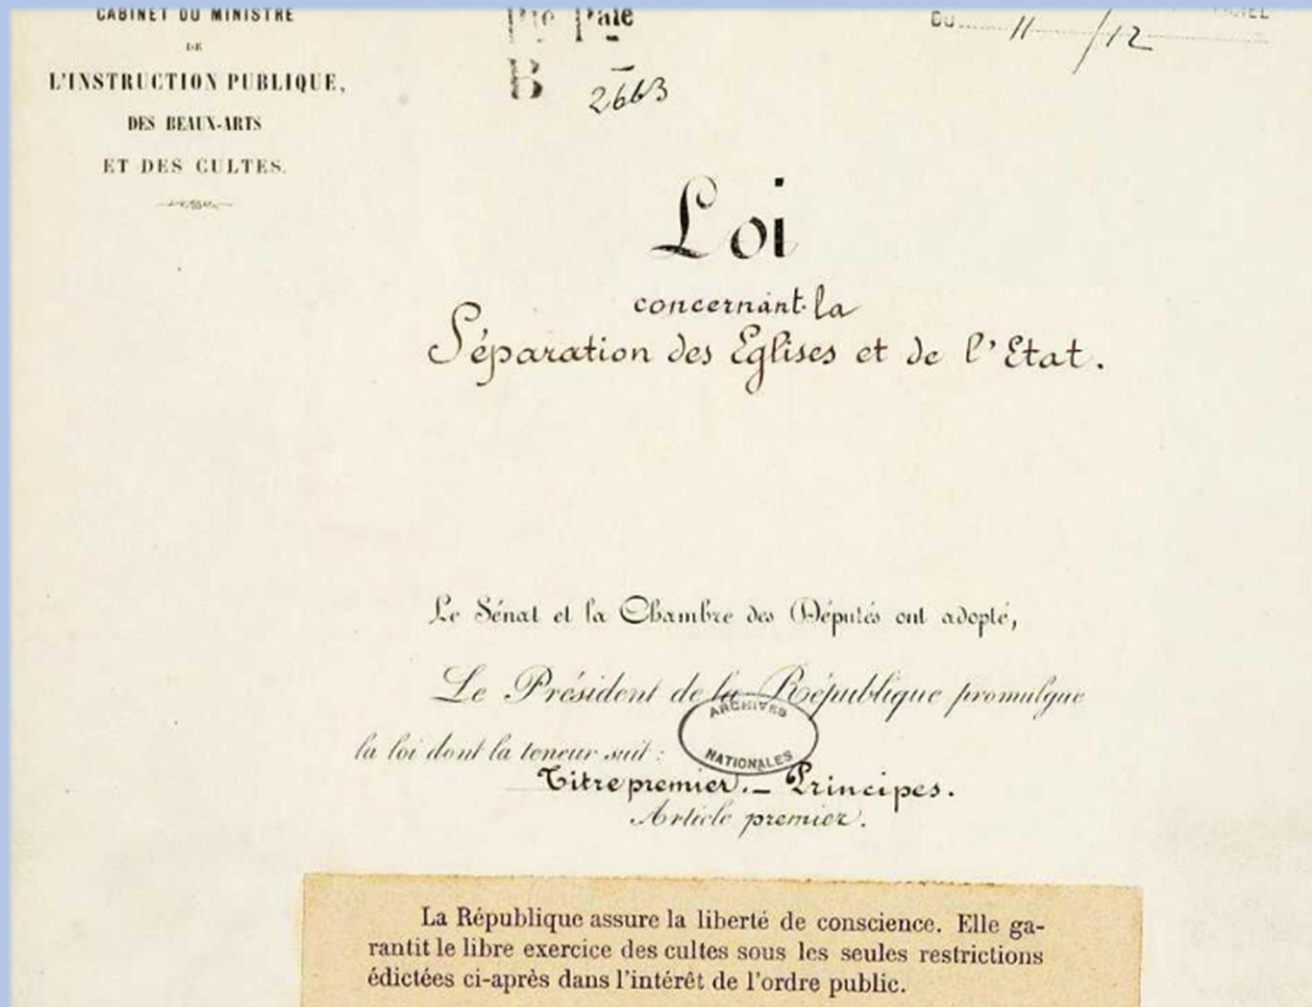 CABINET DU MINISTRE
DE
L'INSTRUCTION PUBLIQUE,
DES BEAUX-ARTS
ET DES CULTES.
B 2663
DU 11/12
Loi
concernant la
Séparation des Eglises et de l'Etat.
Le Sénat et la Chambre des Députés ont adopté,
Le Président de la République promulgue
la loi dont la teneur suit :
ARCHIVES
NATIONALES
Titre premier. _ Principes.
Article premier.
La République assure la liberté de conscience. Elle ga-
rantit le libre exercice des cultes sous les seules restrictions
édictées ci-après dans l'intérêt de l'ordre public.